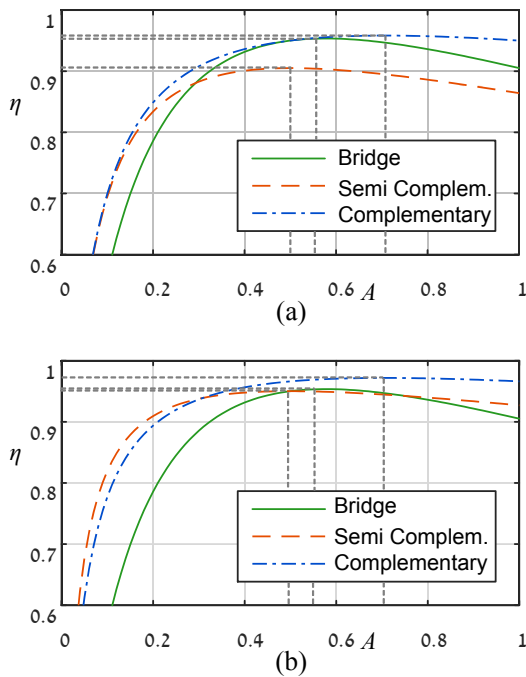 1
0.9
η
0.8
Bridge
Semi Complem.
0.7
Complementary
0.6
0 0.2 0.4 0.6 A 0.8 1
(a)
1
0.9
η
0.8
Bridge
Semi Complem.
0.7
Complementary
0.6
0 0.2 0.4 0.6 A 0.8 1
(b)